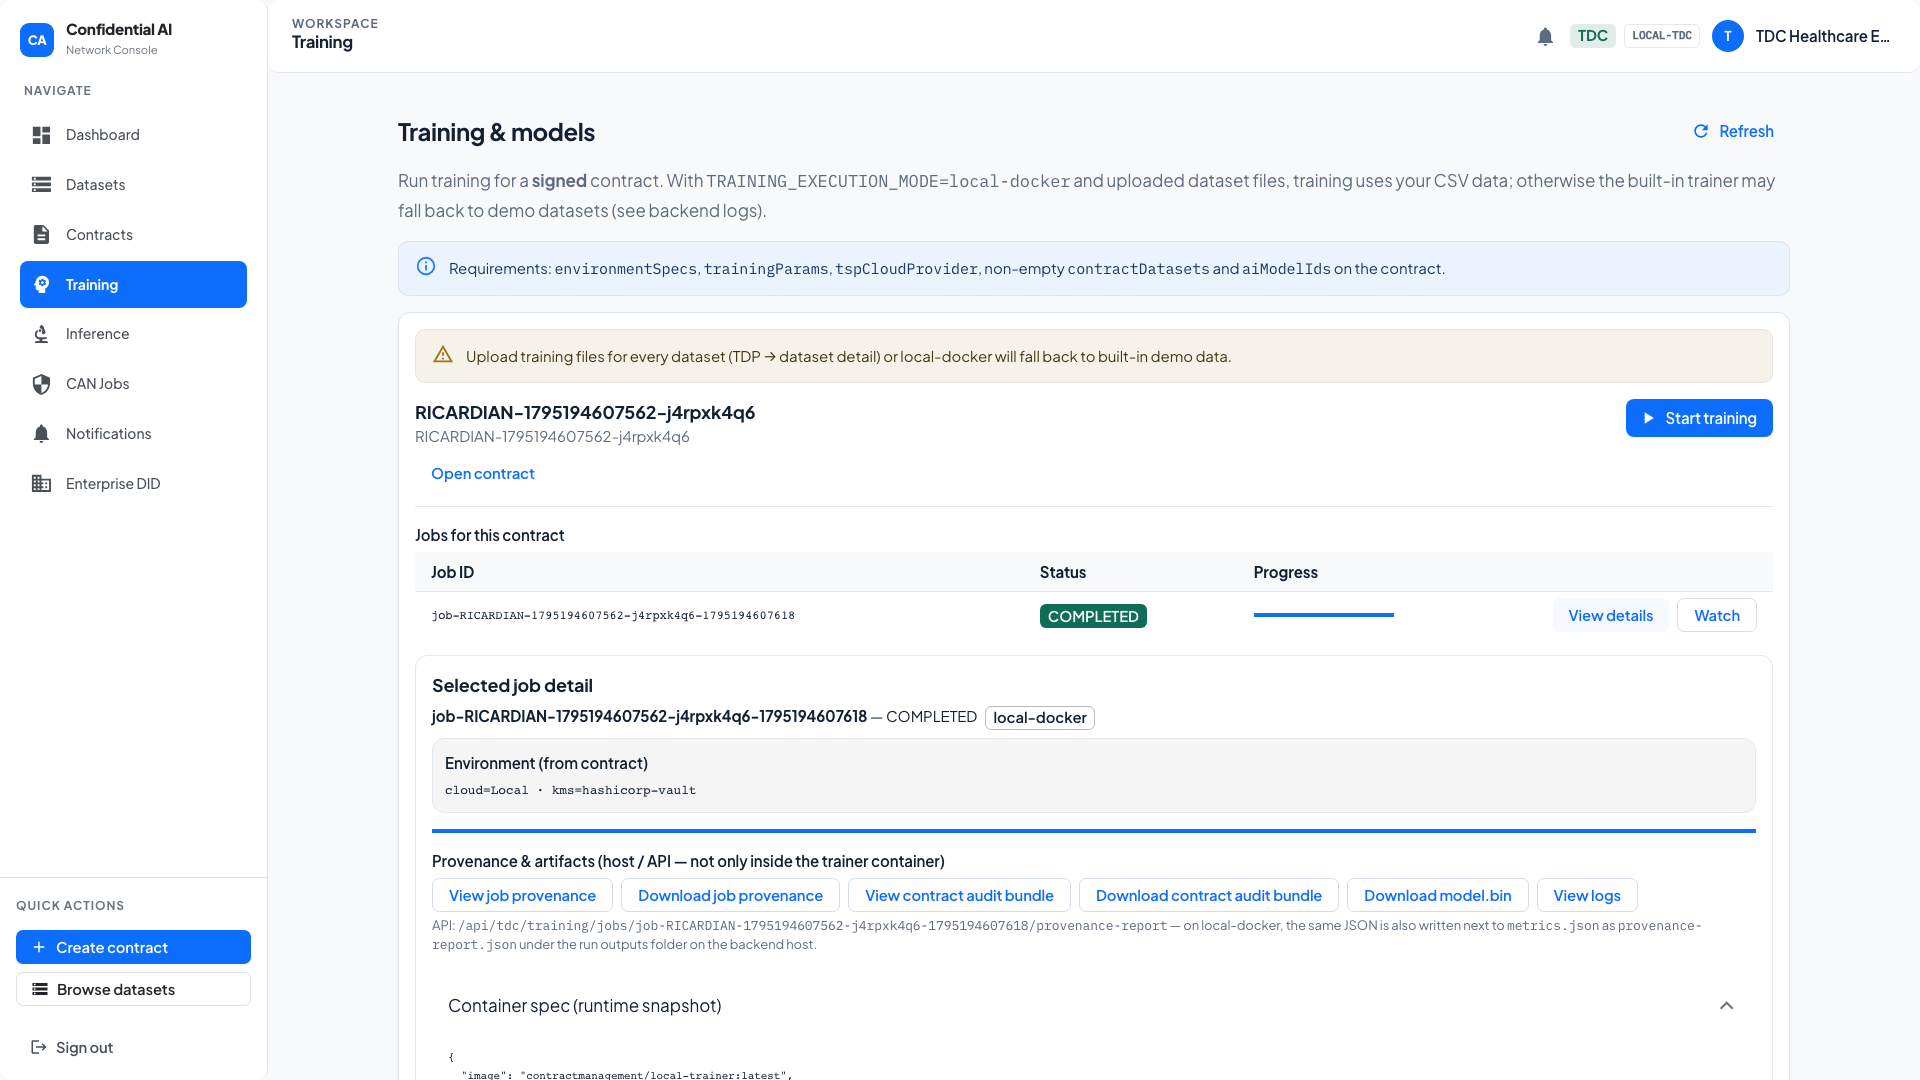 CA
Confidential AI
Network Console
NAVIGATE
Dashboard
Datasets
Contracts
Training
Inference
CAN Jobs
Notifications
Enterprise DID
QUICK ACTIONS
Create contract
Browse datasets
Sign out
WORKSPACE
Training
TDC
LOCAL-TDC
T
TDC Healthcare E...
Training & models
Refresh
Run training for a signed contract. With TRAINING_EXECUTION_MODE=local-docker and uploaded dataset files, training uses your CSV data; otherwise the built-in trainer may
fall back to demo datasets (see backend logs).
Requirements: environmentSpecs, trainingParams, tspCloudProvider, non-empty contractDatasets and aiModelIds on the contract.
Upload training files for every dataset (TDP → dataset detail) or local-docker will fall back to built-in demo data.
RICARDIAN-1795194607562-j4rpxk4q6
RICARDIAN-1795194607562-j4rpxk4q6
Start training
Open contract
Jobs for this contract
Job ID Status Progress
job-RICARDIAN-1795194607562-j4rpxk4q6-1795194607618 COMPLETED View details Watch
Selected job detail
job-RICARDIAN-1795194607562-j4rpxk4q6-1795194607618 — COMPLETED local-docker
Environment (from contract)
cloud=Local · kms=hashicorp-vault
Provenance & artifacts (host / API — not only inside the trainer container)
View job provenance Download job provenance View contract audit bundle Download contract audit bundle Download model.bin View logs
API: /api/tdc/training/jobs/job-RICARDIAN-1795194607562-j4rpxk4q6-1795194607618/provenance-report — on local-docker, the same JSON is also written next to metrics.json as provenance-
report.json under the run outputs folder on the backend host.
Container spec (runtime snapshot)
{
"image": "contractmanagement/local-trainer:latest",